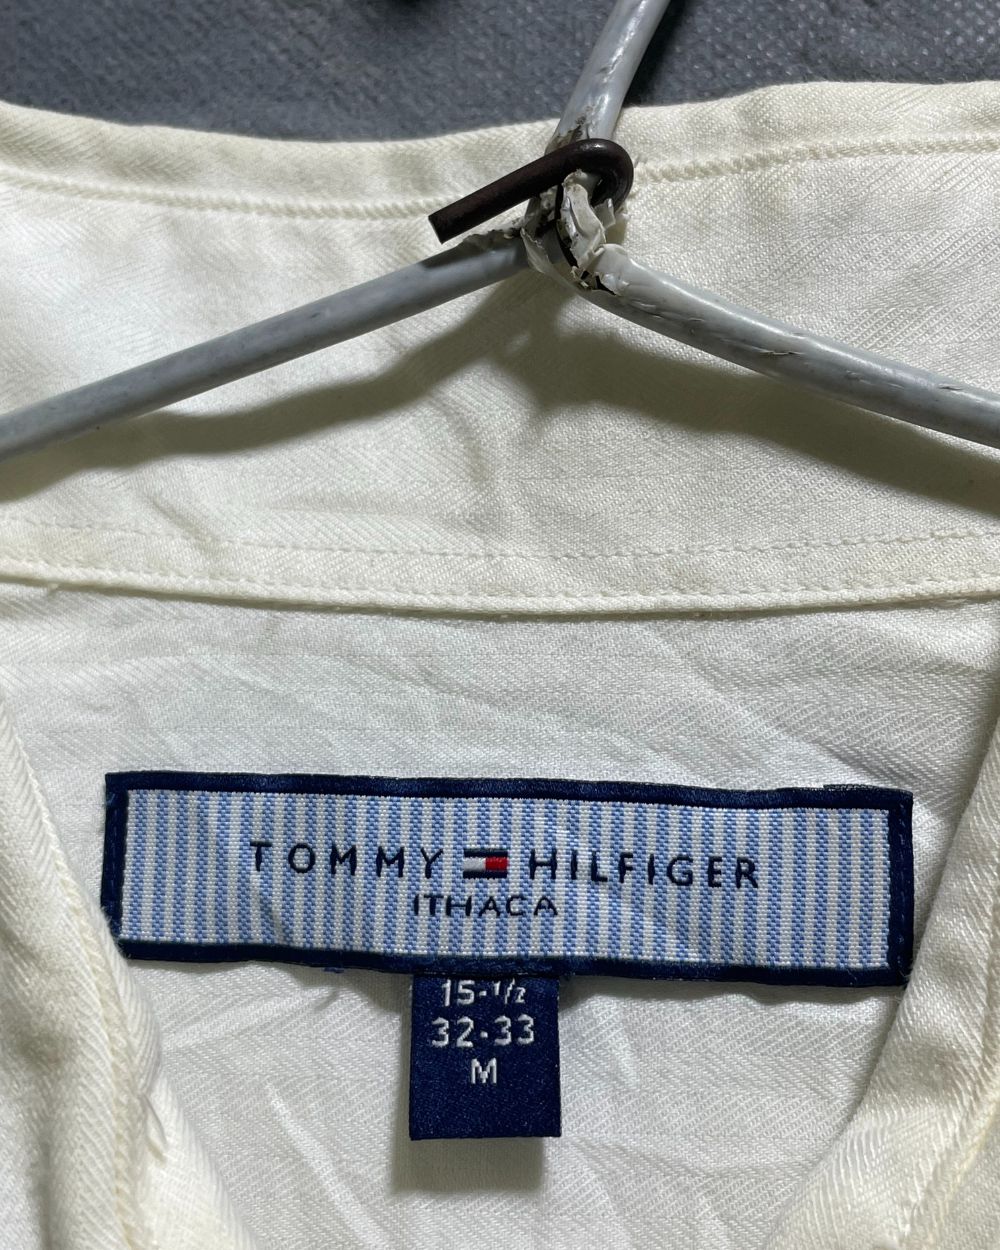 TOMMY HILFIGER
ITHACA
15-1/2
32-33
M